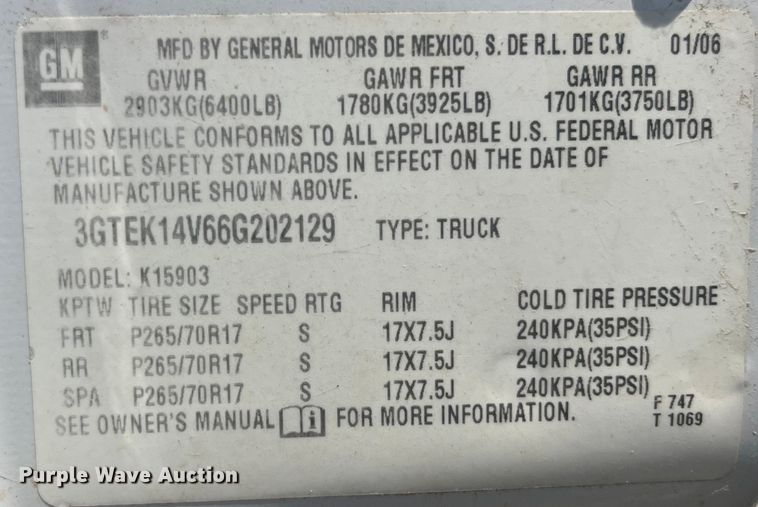 GM® MFD BY GENERAL MOTORS DE MEXICO, S. DE R.L. DE C.V. 01/06
GVWR GAWR FRT GAWR RR
2903KG(6400LB) 1780KG(3925LB) 1701KG(3750LB)
THIS VEHICLE CONFORMS TO ALL APPLICABLE U.S. FEDERAL MOTOR
VEHICLE SAFETY STANDARDS IN EFFECT ON THE DATE OF
MANUFACTURE SHOWN ABOVE.
3GTEK14V66G202129 TYPE: TRUCK
MODEL: K15903
KPTW TIRE SIZE SPEED RTG RIM COLD TIRE PRESSURE
FRT P265/70R17 S 17X7.5J 240KPA(35PSI)
RR P265/70R17 S 17X7.5J 240KPA(35PSI)
SPA P265/70R17 S 17X7.5J 240KPA(35PSI)
SEE OWNER'S MANUAL i FOR MORE INFORMATION.
F 747
T 1069
Purple Wave Auction